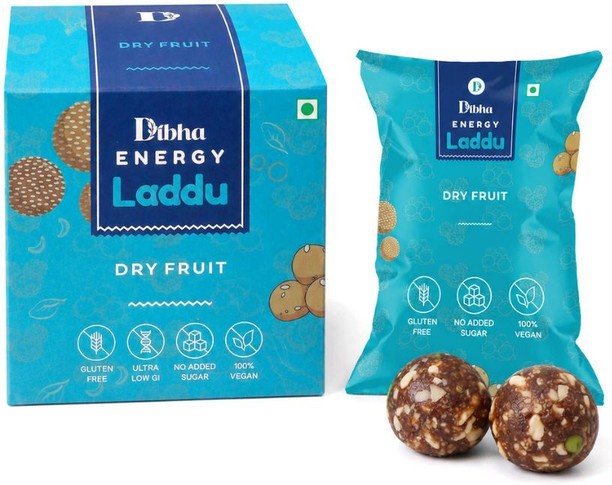 D
DRY FRUIT
Dibha
ENERGY
Laddu
DRY FRUIT
GLUTEN
FREE
ULTRA
LOW GI
NO ADDED
SUGAR
100%
VEGAN
D
Dibha
ENERGY
Laddu
DRY FRUIT
GLUTEN
FREE
NO ADDED
SUGAR
100%
VEGAN